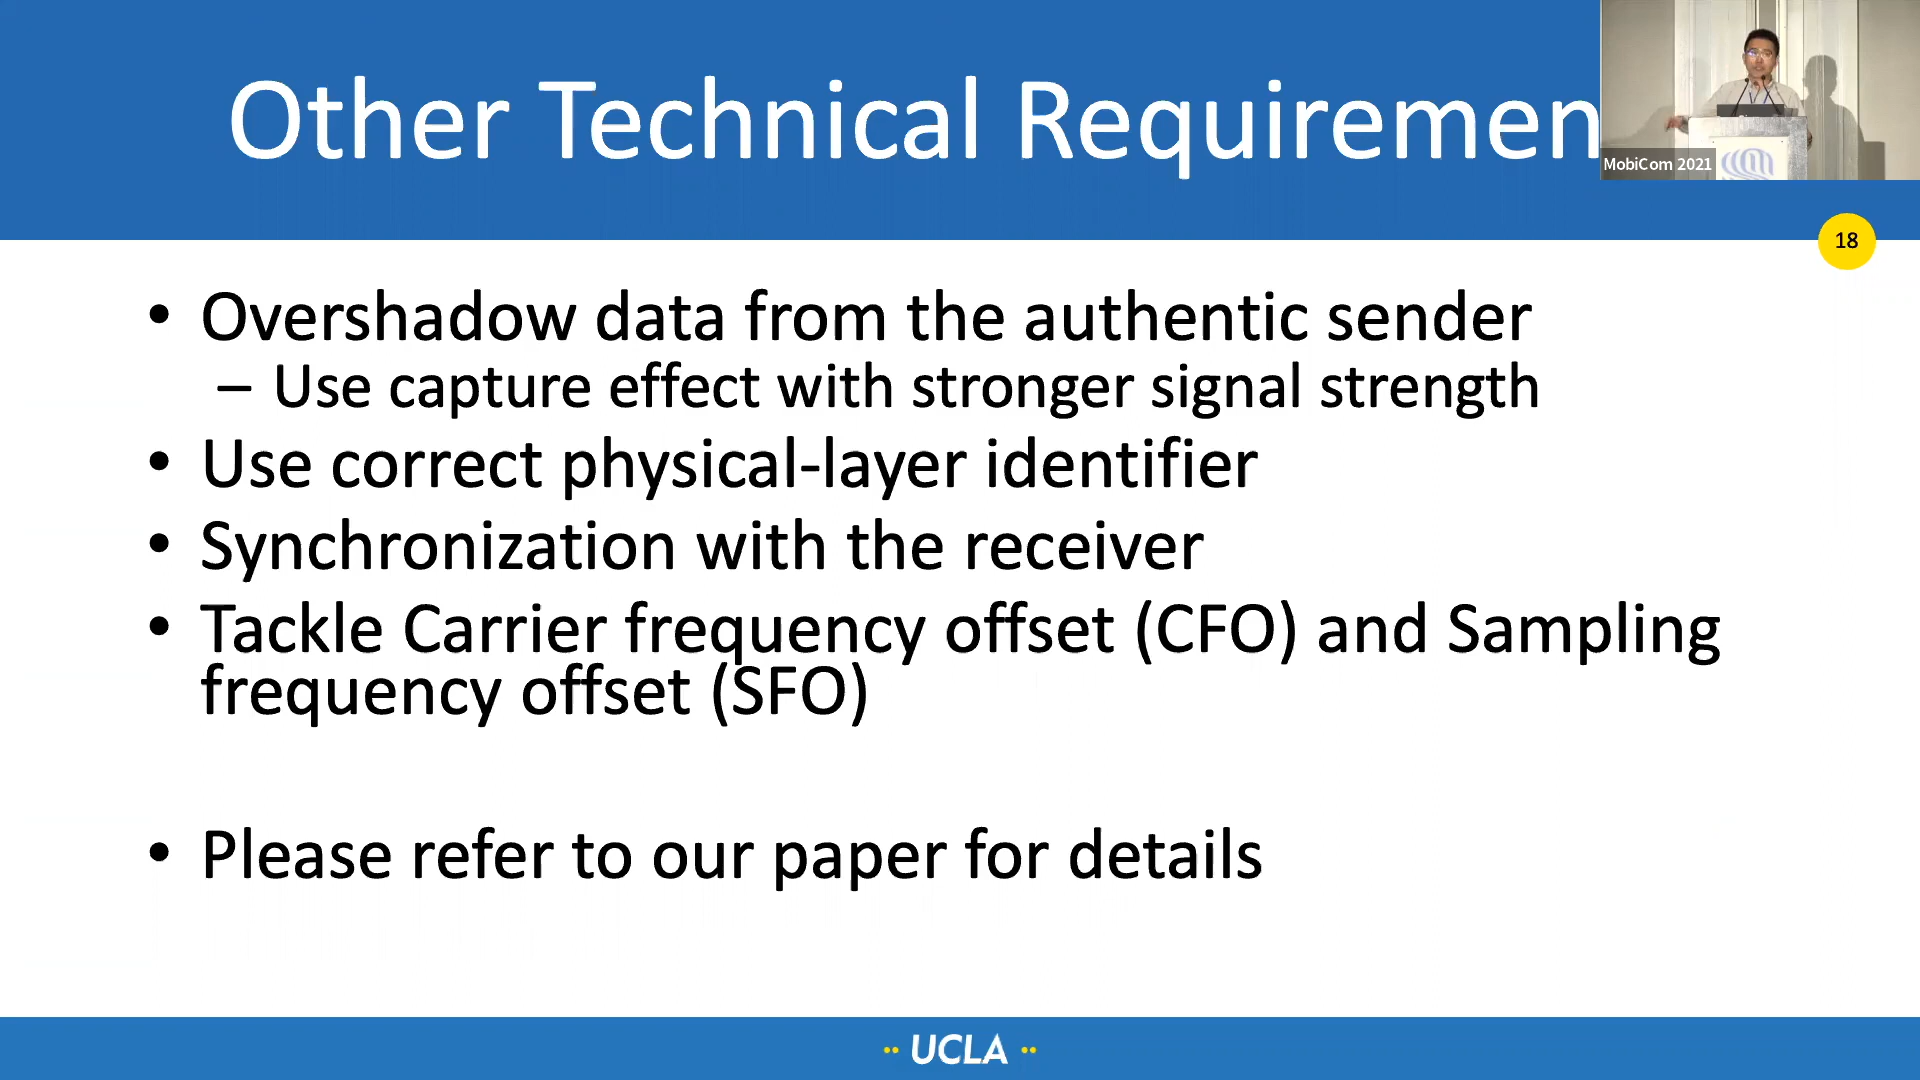 Other Technical Requiremen
MobiCom 2021
18
• Overshadow data from the authentic sender
– Use capture effect with stronger signal strength
• Use correct physical-layer identifier
• Synchronization with the receiver
• Tackle Carrier frequency offset (CFO) and Sampling
frequency offset (SFO)
• Please refer to our paper for details
UCLA